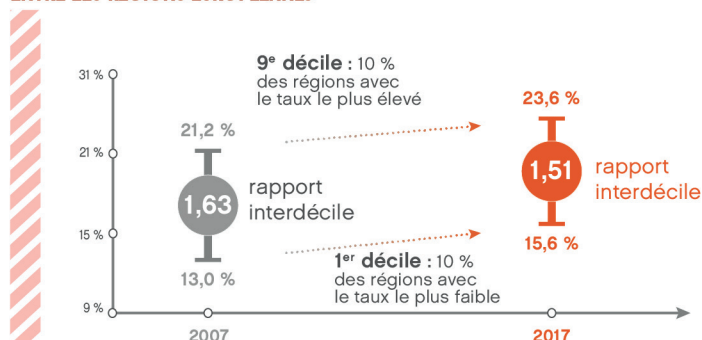 31 %
9e décile : 10 %
des régions avec
le taux le plus élevé
23,6 %
21,2 %
21 %
1,51
rapport
interdécile
1,63
rapport
interdécile
15 %
15,6 %
13,0 %
1er décile : 10 %
des régions avec
le taux le plus faible
9 %
2007
2017